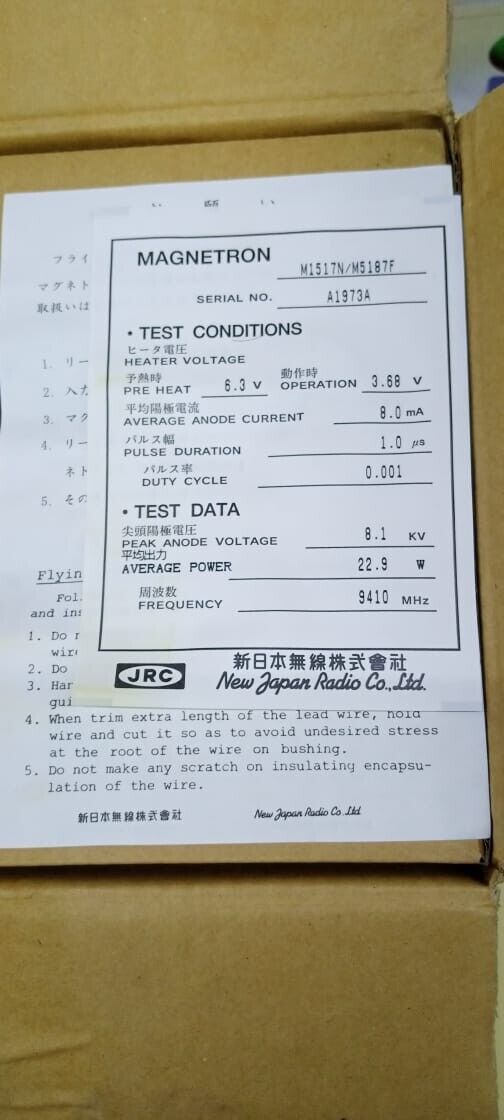 お 願 い
フライ
マグネト
取扱いは
1. リー
2. 入力
3. マグ
4. リー
ネト
5. その
Flyin
Fol
and ins
1. Do n
wire
2. Do
3. Har
gui
MAGNETRON M1517N/M5187F
SERIAL NO. A1973A
• TEST CONDITIONS
ヒータ電圧
HEATER VOLTAGE
予熱時 動作時
PRE HEAT 6.3 V OPERATION 3.68 V
平均陽極電流
AVERAGE ANODE CURRENT 8.0 mA
パルス幅
PULSE DURATION 1.0 μs
パルス率
DUTY CYCLE 0.001
• TEST DATA
尖頭陽極電圧
PEAK ANODE VOLTAGE 8.1 KV
平均出力
AVERAGE POWER 22.9 W
周波数
FREQUENCY 9410 MHz
JRC 新日本無線株式會社
New Japan Radio Co., Ltd.
4. When trim extra length of the lead wire, hold
wire and cut it so as to avoid undesired stress
at the root of the wire on bushing.
5. Do not make any scratch on insulating encapsu-
lation of the wire.
新日本無線株式會社 New Japan Radio Co. Ltd